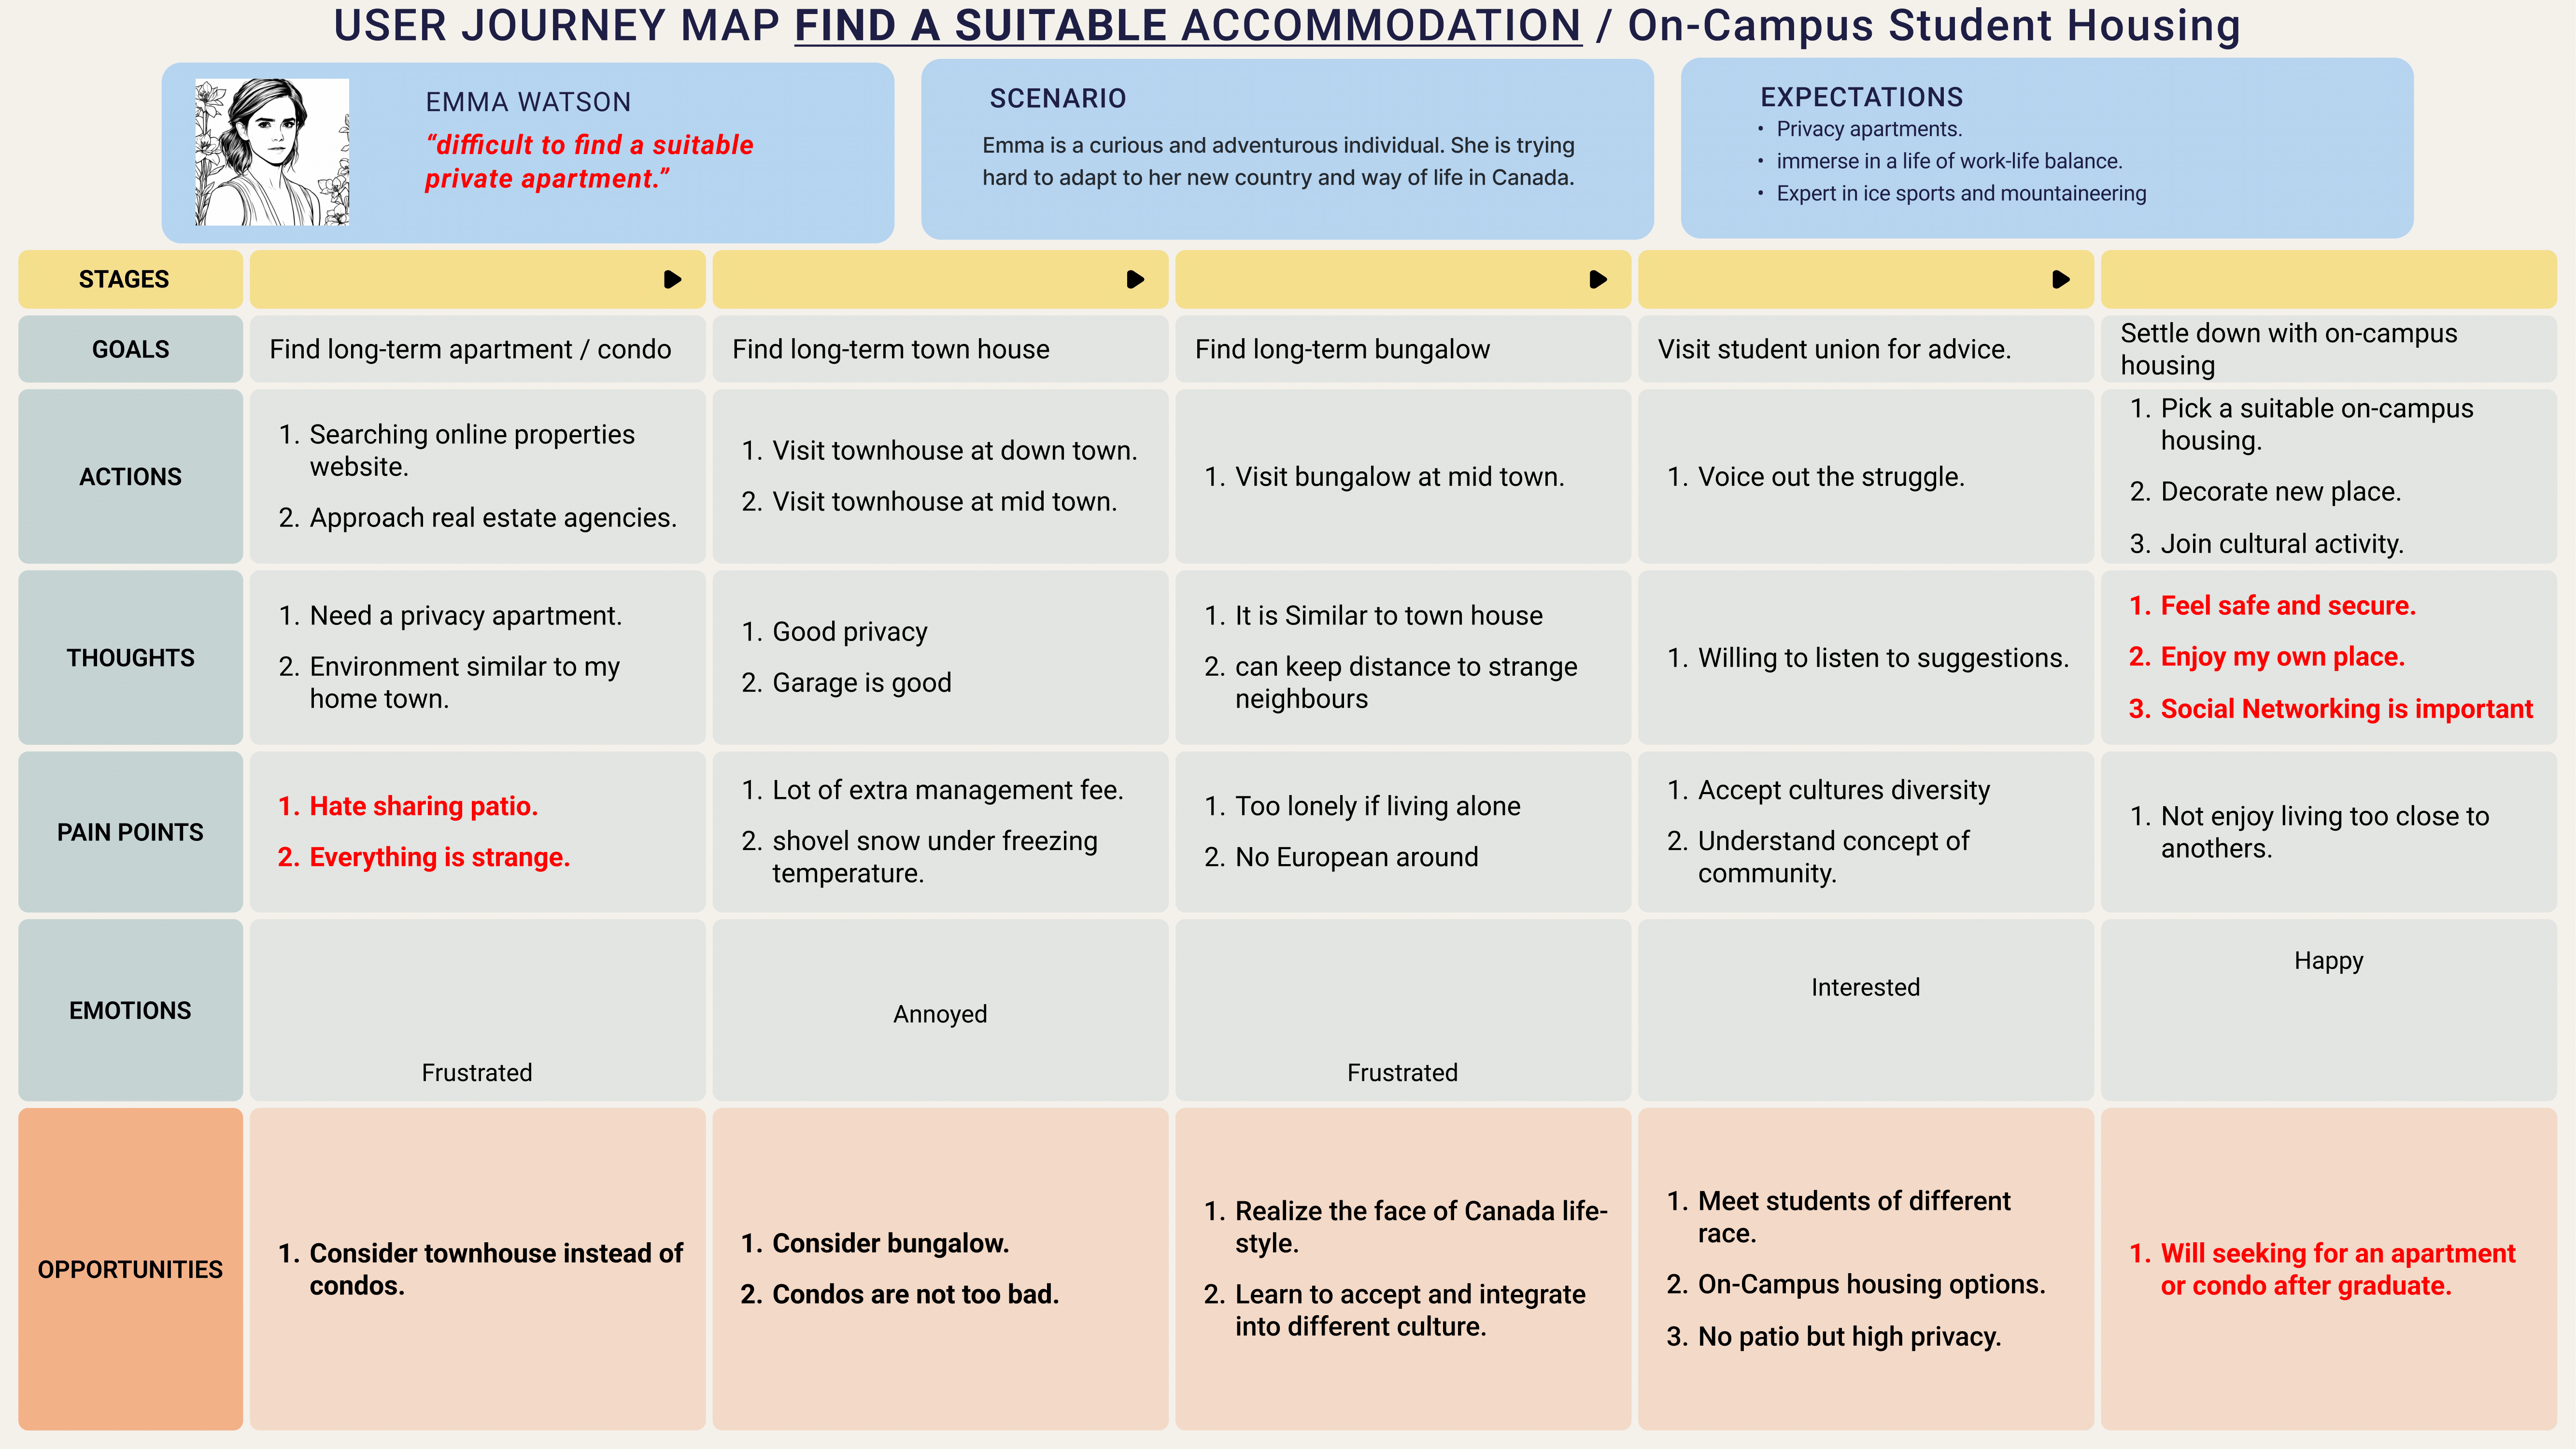 USER JOURNEY MAP FIND A SUITABLE ACCOMMODATION / On-Campus Student Housing
EMMA WATSON
“difficult to find a suitable
private apartment.”
SCENARIO
Emma is a curious and adventurous individual. She is trying
hard to adapt to her new country and way of life in Canada.
EXPECTATIONS
• Privacy apartments.
• immerse in a life of work-life balance.
• Expert in ice sports and mountaineering
STAGES
GOALS
Find long-term apartment / condo
Find long-term town house
Find long-term bungalow
Visit student union for advice.
Settle down with on-campus
housing
ACTIONS
1. Searching online properties
website.
2. Approach real estate agencies.
1. Visit townhouse at down town.
2. Visit townhouse at mid town.
1. Visit bungalow at mid town.
1. Voice out the struggle.
1. Pick a suitable on-campus
housing.
2. Decorate new place.
3. Join cultural activity.
THOUGHTS
1. Need a privacy apartment.
2. Environment similar to my
home town.
1. Good privacy
2. Garage is good
1. It is Similar to town house
2. can keep distance to strange
neighbours
1. Willing to listen to suggestions.
1. Feel safe and secure.
2. Enjoy my own place.
3. Social Networking is important
PAIN POINTS
1. Hate sharing patio.
2. Everything is strange.
1. Lot of extra management fee.
2. shovel snow under freezing
temperature.
1. Too lonely if living alone
2. No European around
1. Accept cultures diversity
2. Understand concept of
community.
1. Not enjoy living too close to
anothers.
EMOTIONS
Frustrated
Annoyed
Frustrated
Interested
Happy
OPPORTUNITIES
1. Consider townhouse instead of
condos.
1. Consider bungalow.
2. Condos are not too bad.
1. Realize the face of Canada life-
style.
2. Learn to accept and integrate
into different culture.
1. Meet students of different
race.
2. On-Campus housing options.
3. No patio but high privacy.
1. Will seeking for an apartment
or condo after graduate.